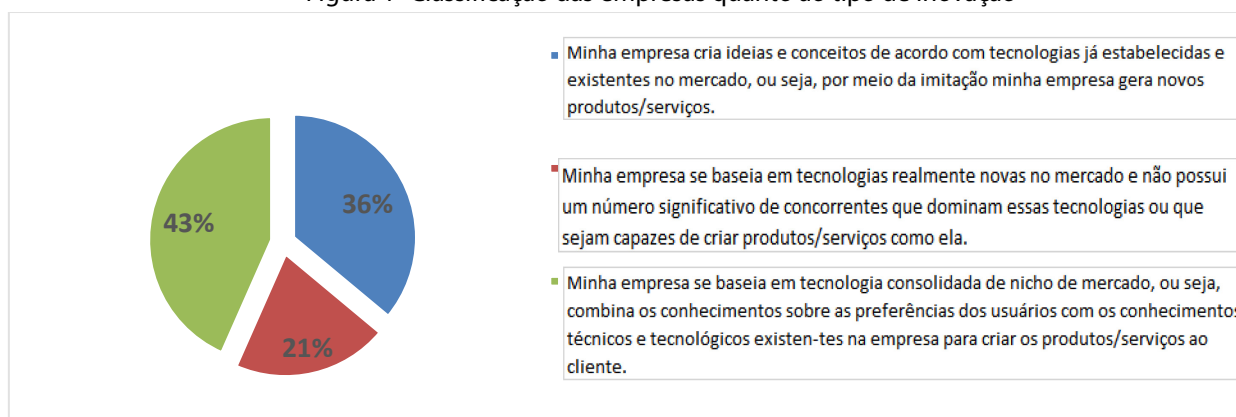 Minha empresa cria ideias e conceitos de acordo com tecnologias já estabelecidas e
existentes no mercado, ou seja, por meio da imitação minha empresa gera novos
produtos/serviços.
36%
43%
Minha empresa se baseia em tecnologias realmente novas no mercado e não possui
um número significativo de concorrentes que dominam essas tecnologias ou que
sejam capazes de criar produtos/serviços como ela.
21%
Minha empresa se baseia em tecnologia consolidada de nicho de mercado, ou seja,
combina os conhecimentos sobre as preferências dos usuários com os conhecimentos
técnicos e tecnológicos existen-tes na empresa para criar os produtos/serviços ao
cliente.